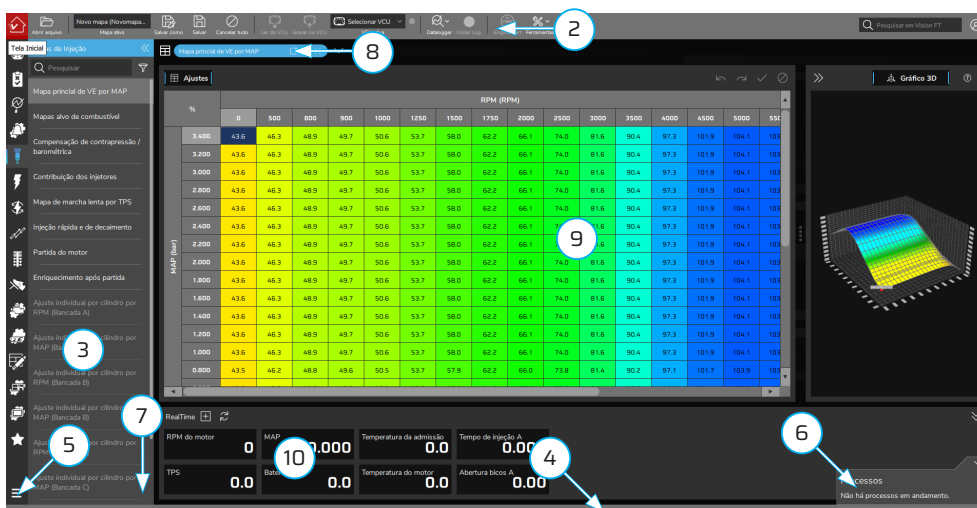 Abrir arquivo
Novo mapa (Novomapa...
Mapa ativo
Salvar como
Salvar
Cancelar tudo
Ler da VCU
Salvar na VCU
Selecionar VCU
Datalogger
Iniciar Log
Ferramentas
2
Pesquisar em Vision FT
Tela Inicial
de Injeção
8
Mapa principal de VE por MAP
Pesquisar
Mapa princial de VE por MAP
Mapas alvo de combustível
Compensação de contrapressão /
barométrica
Contribuição dos injetores
Mapa de marcha lenta por TPS
Injeção rápida e de decaimento
Partida do motor
Enriquecimento após partida
Ajuste individual por cilindro por
RPM (Bancada A)
Ajuste individual por cilindro por
MAP
3
Ajuste individual por cilindro por
RPM (Bancada B)
Ajuste individual por cilindro por
MAP (Bancada B)
7
5
Ajuste individual por cilindro por
MAP (Bancada C)
Ajustes
Gráfico 3D
%
RPM (RPM)
0 500 800 900 1000 1250 1500 1750 2000 2500 3000 3500 4000 4500 5000 550
MAP (bar)
3.400 43.6 46.3 48.9 49.7 50.6 53.7 58.0 62.2 66.1 74.0 81.6 90.4 97.3 101.9 104.1 103
3.200 43.6 46.3 48.9 49.7 50.6 53.7 58.0 62.2 66.1 74.0 81.6 90.4 97.3 101.9 104.1 103
3.000 43.6 46.3 48.9 49.7 50.6 53.7 58.0 62.2 66.1 74.0 81.6 90.4 97.3 101.9 104.1 103
2.800 43.6 46.3 48.9 49.7 50.6 53.7 58.0 62.2 66.1 74.0 81.6 90.4 97.3 101.9 104.1 103
2.600 43.6 46.3 48.9 49.7 50.6 53.7 58.0 62.2 66.1 74.0 81.6 90.4 97.3 101.9 104.1 103
2.400 43.6 46.3 48.9 49.7 50.6 53.7 58.0 62.2 66.1 90.4 97.3 101.9 104.1 103
9
2.200 43.6 46.3 48.9 49.7 50.6 53.7 58.0 62.2 66.1 90.4 97.3 101.9 104.1 103
2.000 43.6 46.3 48.9 49.7 50.6 53.7 58.0 62.2 66.1 74.0 81.6 90.4 97.3 101.9 104.1 103
1.800 43.6 46.3 48.9 49.7 50.6 53.7 58.0 62.2 66.1 74.0 81.6 90.4 97.3 101.9 104.1 103
1.600 43.6 46.3 48.9 49.7 50.6 53.7 58.0 62.2 66.1 74.0 81.6 90.4 97.3 101.9 104.1 103
1.400 43.6 46.3 48.9 49.7 50.6 53.7 58.0 62.2 66.1 74.0 81.6 90.4 97.3 101.9 104.1 103
1.200 43.6 46.3 48.9 49.7 50.6 53.7 58.0 62.2 66.1 74.0 81.6 90.4 97.3 101.9 104.1 103
1.000 43.6 46.3 48.9 49.7 50.6 53.7 58.0 62.2 66.1 74.0 81.6 90.4 97.3 101.9 104.1 103
0.800 43.5 46.2 48.8 49.6 50.5 53.7 57.9 62.2 66.0 73.8 81.4 90.2 97.1 101.7 103.9 103
RealTime
RPM do motor
0
MAP
.000
Temperatura da admissão
0.0
Tempo de injeção A
0.00
TPS
0.0
10
0.0
Temperatura do motor
0.0
Abertura bicos A
0.00
4
6
Não há processos em andamento.